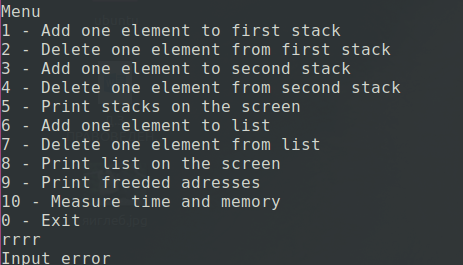 Menu
1 - Add one element to first stack
2 - Delete one element from first stack
3 - Add one element to second stack
4 - Delete one element from second stack
5 - Print stacks on the screen
6 - Add one element to list
7 - Delete one element from list
8 - Print list on the screen
9 - Print freeded adresses
10 - Measure time and memory
0 - Exit
rrrr
Input error